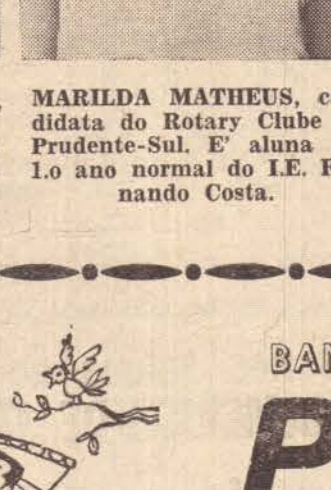 MARILDA MATHEUS, c
didata do Rotary Clube
Prudente-Sul. E' aluna
1.o ano normal do I.E. F
nando Costa.
BAN
P